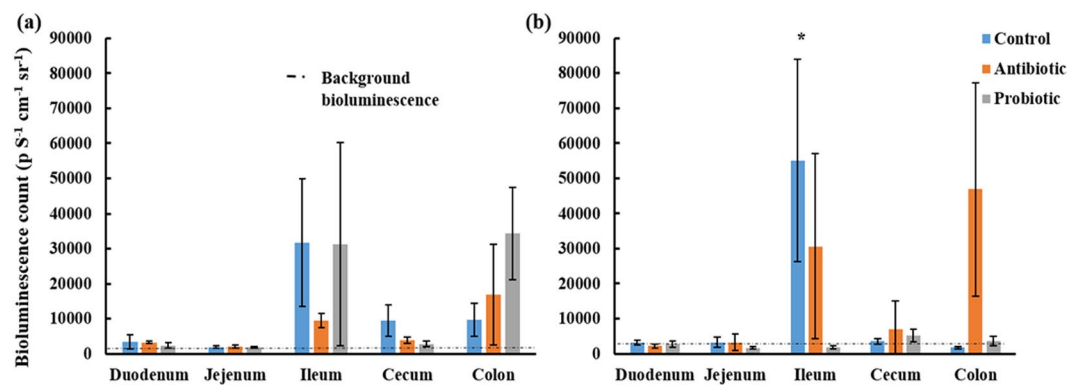 (a)
Bioluminescence count (p S-1 cm-1 sr-1)
90000
80000
70000
60000
50000
40000
30000
20000
10000
0
Background
bioluminescence
Duodenum Jejenum Ileum Cecum Colon
(b)
90000
80000
70000
60000
50000
40000
30000
20000
10000
0
*
Control
Antibiotic
Probiotic
Duodenum Jejenum Ileum Cecum Colon